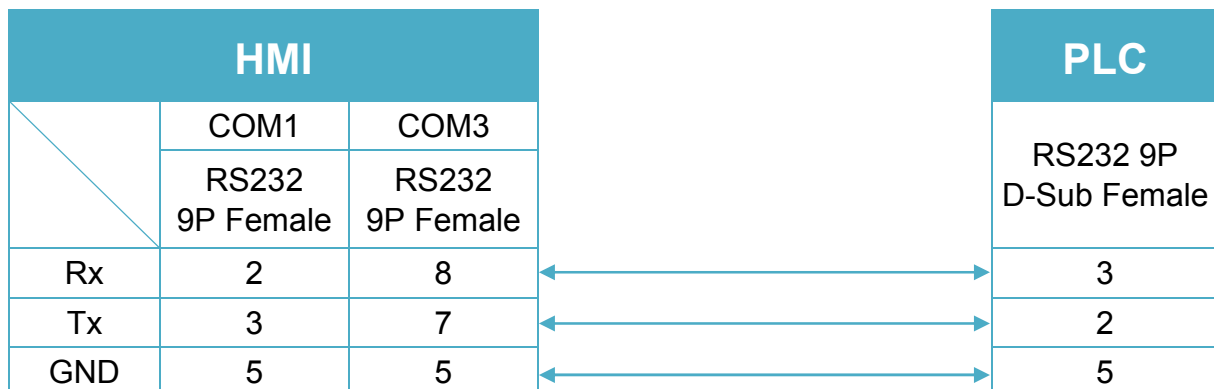 HMI PLC
COM1 COM3
RS232 9P Female RS232 9P Female RS232 9P D-Sub Female
Rx 2 8 3
Tx 3 7 2
GND 5 5 5